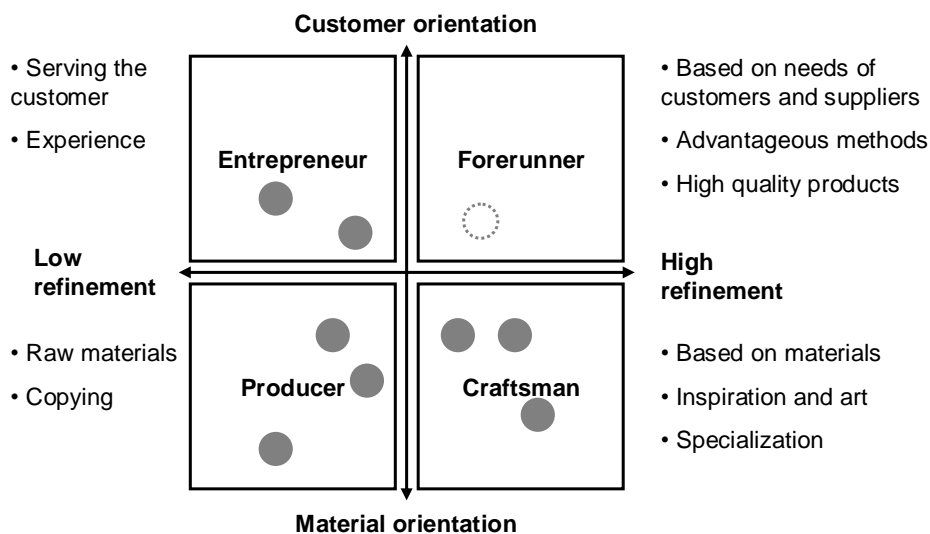 Customer orientation
• Serving the
customer
• Experience
Entrepreneur
Forerunner
• Based on needs of
customers and suppliers
• Advantageous methods
• High quality products
Low
refinement
High
refinement
• Raw materials
• Copying
Producer
Craftsman
• Based on materials
• Inspiration and art
• Specialization
Material orientation